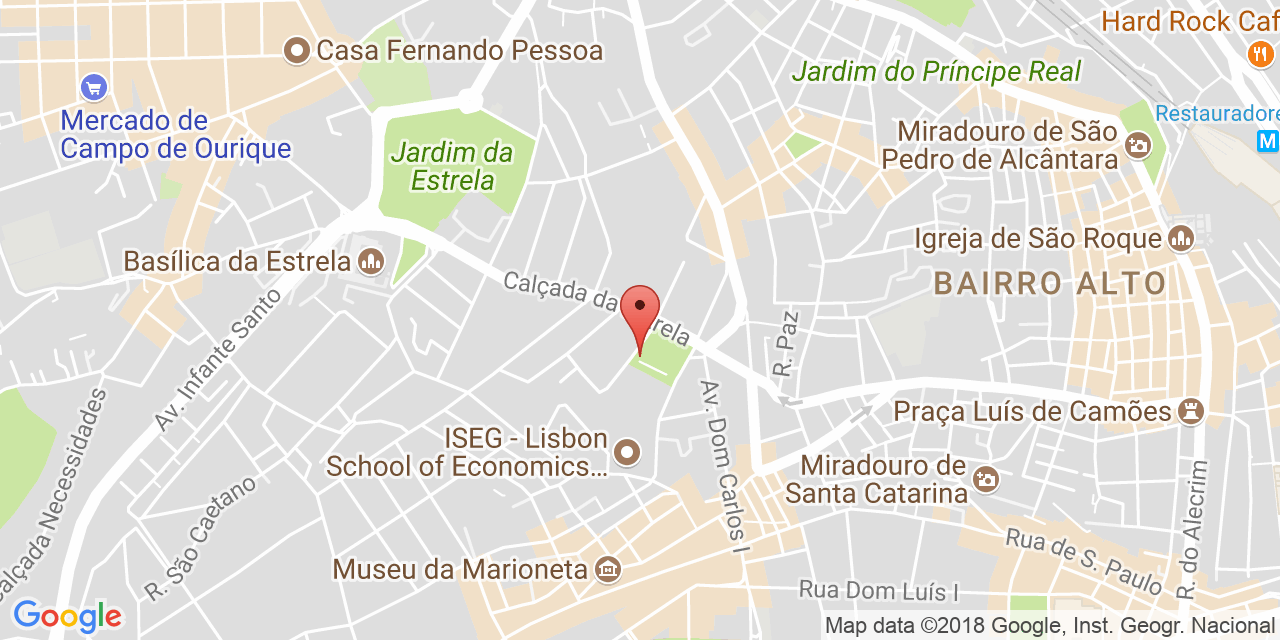 Hard Rock Caf
Casa Fernando Pessoa
Jardim do Príncipe Real
Mercado de
Campo de Ourique
Restauradore
M
Miradouro de São
Pedro de Alcântara
Jardim da
Estrela
Igreja de São Roque
Basílica da Estrela
BAIRRO ALTO
Calçada da
rela
R. Paz
Av. Infante Santo
Praça Luís de Camões
Av. Dom Carlos I
ISEG - Lisbon
School of Economics...
Miradouro de
Santa Catarina
Calçada Necessidades
R. São Caetano
R. do Alecrim
Rua de S. Paulo
Museu da Marioneta
Rua Dom Luís I
Google
Map data ©2018 Google, Inst. Geogr. Nacional